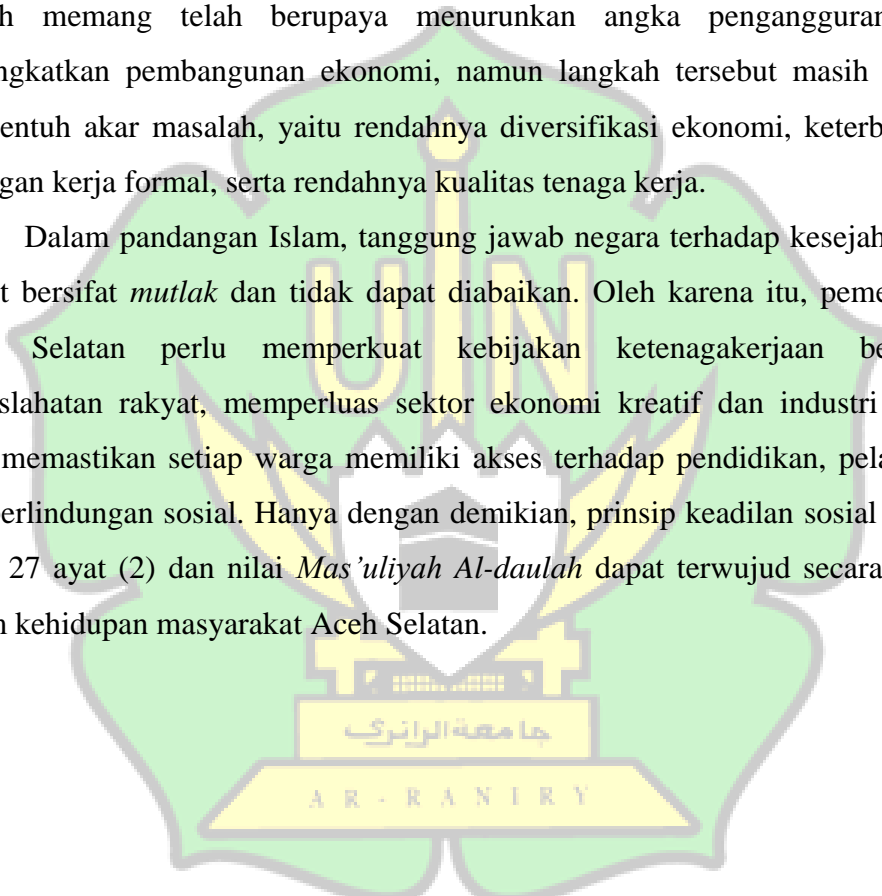 h memang telah berupaya menurunkan angka pengangguran
ngkatkan pembangunan ekonomi, namun langkah tersebut masih
entuh akar masalah, yaitu rendahnya diversifikasi ekonomi, keterb
gan kerja formal, serta rendahnya kualitas tenaga kerja.
Dalam pandangan Islam, tanggung jawab negara terhadap kesejah
t bersifat mutlak dan tidak dapat diabaikan. Oleh karena itu, peme
Selatan perlu memperkuat kebijakan ketenagakerjaan be
slahatan rakyat, memperluas sektor ekonomi kreatif dan industri
memastikan setiap warga memiliki akses terhadap pendidikan, pela
erlindungan sosial. Hanya dengan demikian, prinsip keadilan sosial
27 ayat (2) dan nilai Mas’uliyah Al-daulah dapat terwujud secara
n kehidupan masyarakat Aceh Selatan.
UIN
جامعة الرانري
AR-RANIRY